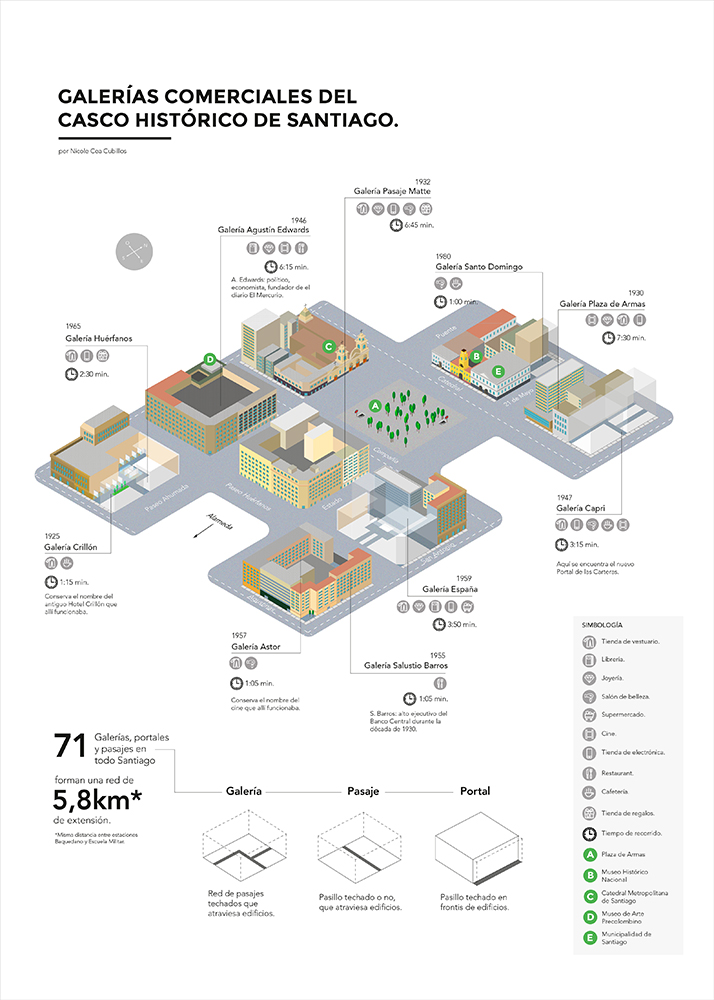 GALERÍAS COMERCIALES DEL
CASCO HISTÓRICO DE SANTIAGO.
por Nicole Cea Cubillos
1932
Galería Pasaje Matte
6:45 min.
1946
Galería Agustín Edwards
6:15 min.
A. Edwards: político,
economista, fundador de el
diario El Mercurio.
1980
Galería Santo Domingo
1:00 min.
1930
Galería Plaza de Armas
7:30 min.
1965
Galería Huérfanos
2:30 min.
Puente
Catedral
21 de Mayo
A
B
C
D
E
Compañía
Estado
Paseo Huérfanos
Paseo Ahumada
Alameda
San Antonio
1925
Galería Crillón
1:15 min.
Conserva el nombre del
antiguo Hotel Crillón que
allí funcionaba.
1947
Galería Capri
3:15 min.
Aquí se encuentra el nuevo
Portal de las Carteras.
1959
Galería España
3:50 min.
1957
Galería Astor
1:05 min.
Conserva el nombre del
cine que allí funcionaba.
1955
Galería Salustio Barros
1:05 min.
S. Barros: alto ejecutivo del
Banco Central durante la
década de 1930.
SIMBOLOGÍA
Tienda de vestuario.
Librería.
Joyería.
Salón de belleza.
Supermercado.
Cine.
Tienda de electrónica.
Restaurant.
Cafetería.
Tienda de regalos.
Tiempo de recorrido.
A Plaza de Armas
B Museo Histórico
Nacional
C Catedral Metropolitana
de Santiago
D Museo de Arte
Precolombino
E Municipalidad de
Santiago
71 Galerías, portales
y pasajes en
todo Santiago
forman una red de
5,8km*
de extensión.
*Mismo distancia entre estaciones
Baquedano y Escuela Militar.
Galería
Red de pasajes
techados que
atraviesa edificios.
Pasaje
Pasillo techado o no,
que atraviesa edificios.
Portal
Pasillo techado en
frontis de edificios.